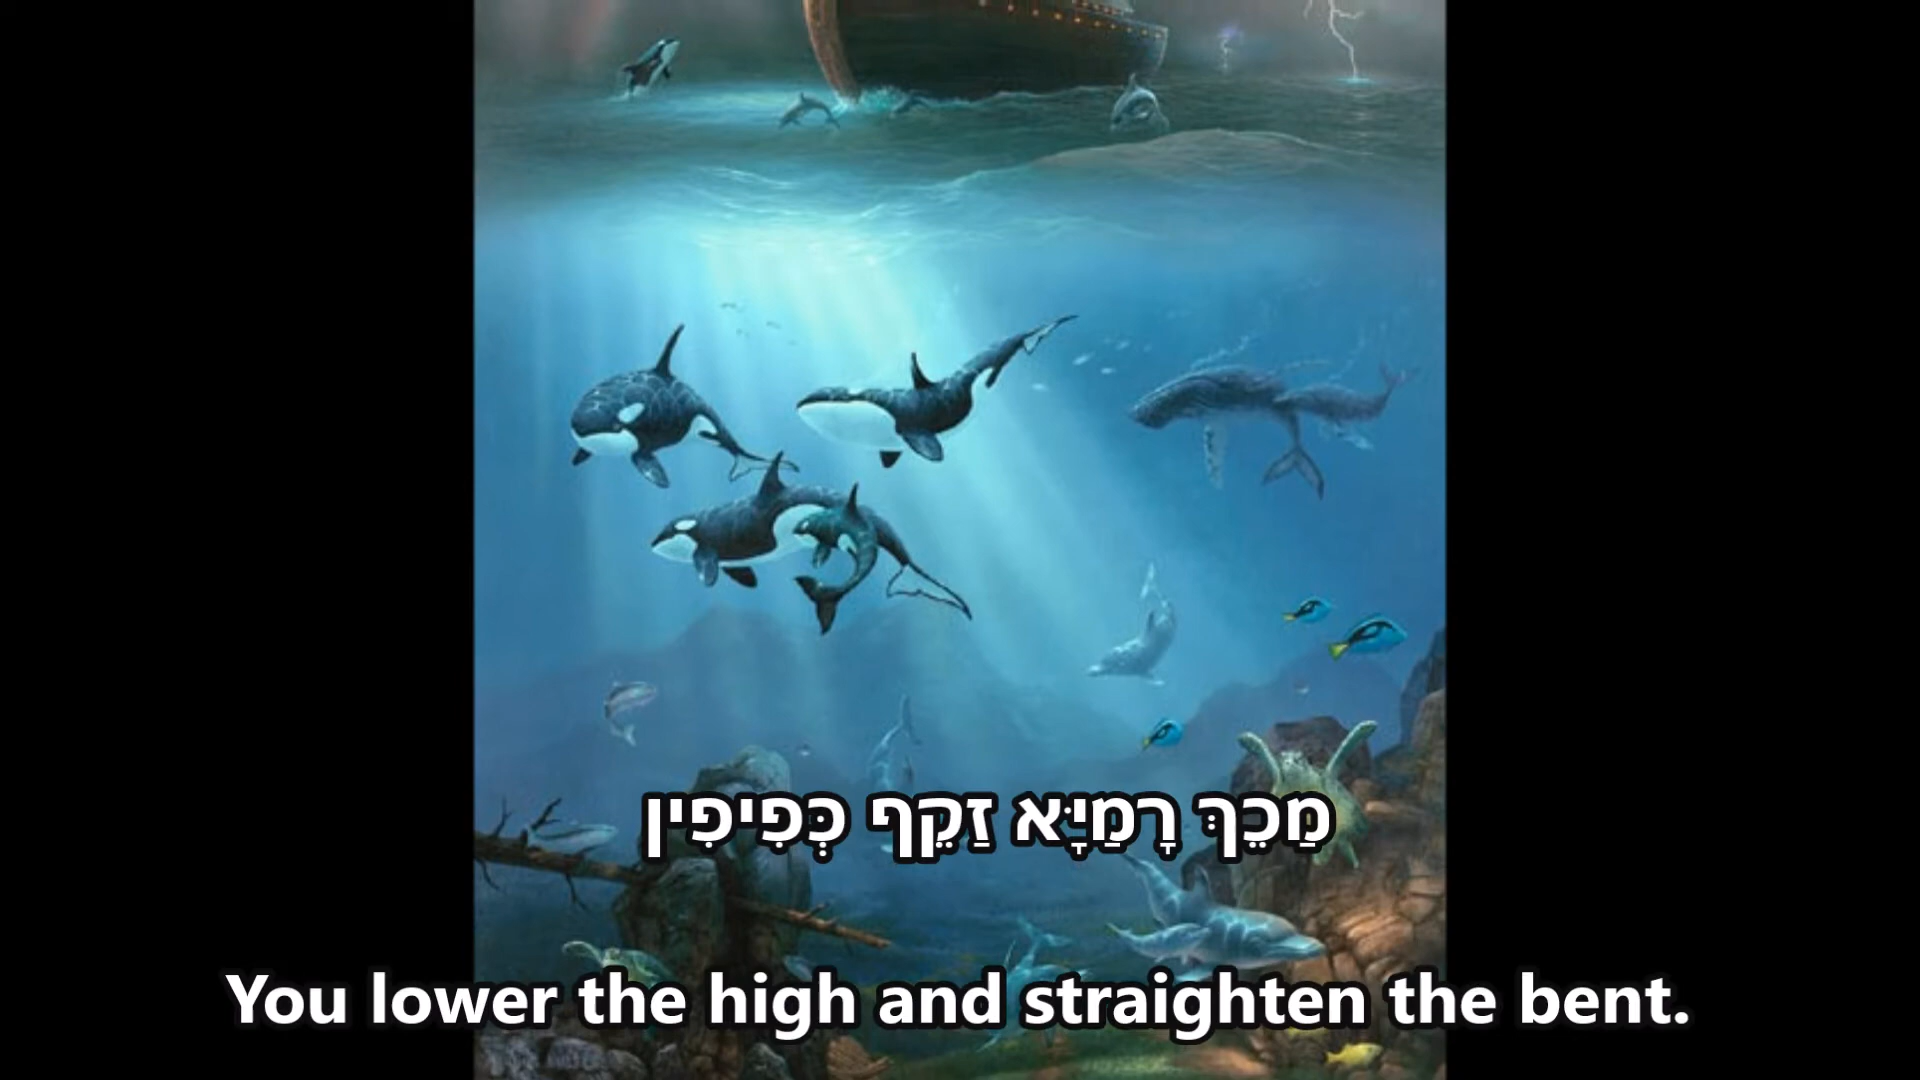 מַכֵּךְ רָמַיָּא זַקֵּף כְּפִיפִין
You lower the high and straighten the bent.